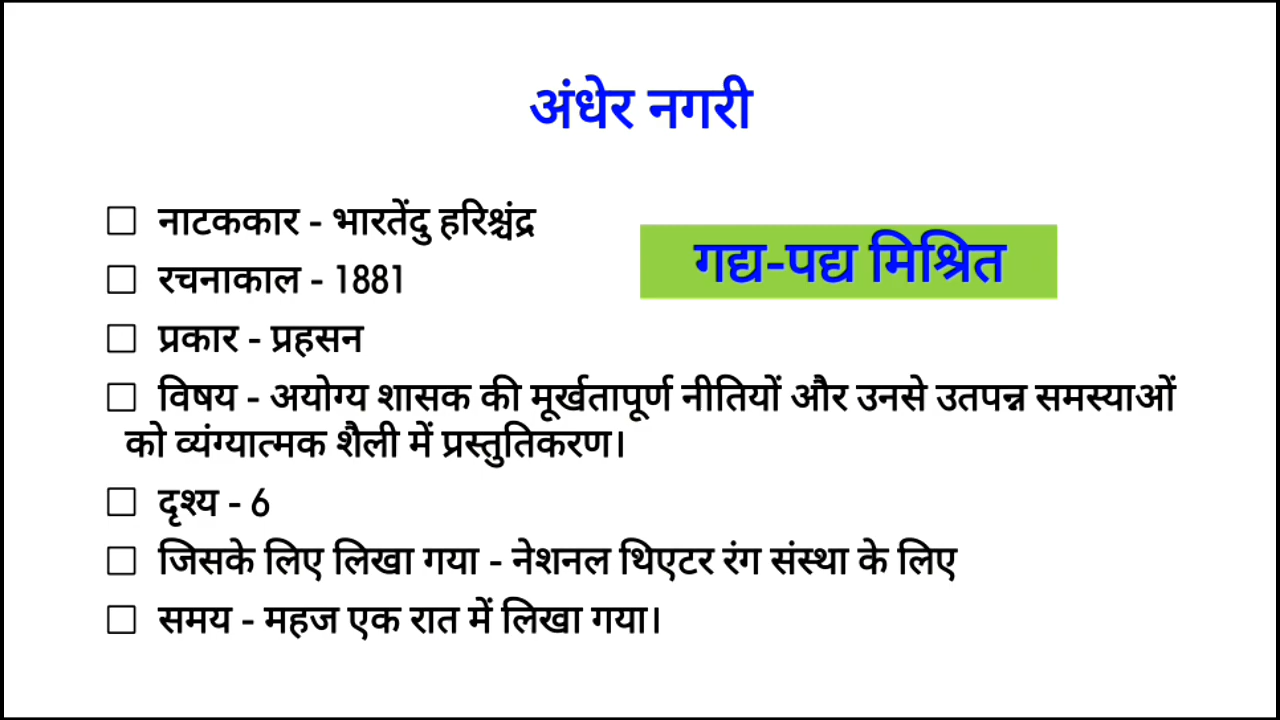 अंधेर नगरी
नाटककार - भारतेंदु हरिश्चंद्र
गद्य-पद्य मिश्रित
रचनाकाल - 1881
प्रकार - प्रहसन
विषय - अयोग्य शासक की मूर्खतापूर्ण नीतियों और उनसे उतपन्न समस्याओं
को व्यंग्यात्मक शैली में प्रस्तुतिकरण।
दृश्य - 6
जिसके लिए लिखा गया - नेशनल थिएटर रंग संस्था के लिए
समय - महज एक रात में लिखा गया।